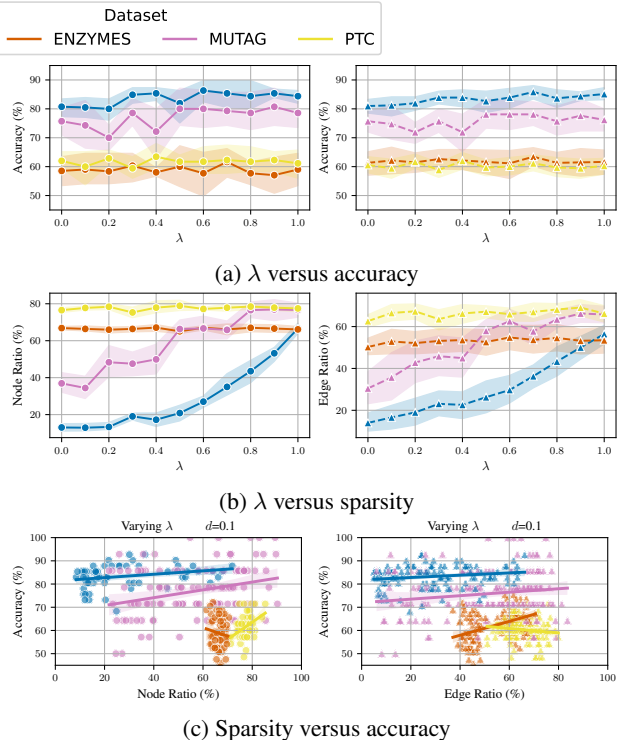 Dataset
ENZYMES MUTAG PTC
90
80
70
60
50
Accuracy (%)
0.0 0.2 0.4 0.6 0.8 1.0
λ
90
80
70
60
50
Accuracy (%)
0.0 0.2 0.4 0.6 0.8 1.0
λ
(a) λ versus accuracy
80
60
40
20
Node Ratio (%)
0.0 0.2 0.4 0.6 0.8 1.0
λ
60
40
20
Edge Ratio (%)
0.0 0.2 0.4 0.6 0.8 1.0
λ
(b) λ versus sparsity
Varying λ d=0.1
100
90
80
70
60
50
Accuracy (%)
0 20 40 60 80 100
Node Ratio (%)
Varying λ d=0.1
100
90
80
70
60
50
Accuracy (%)
0 20 40 60 80 100
Edge Ratio (%)
(c) Sparsity versus accuracy